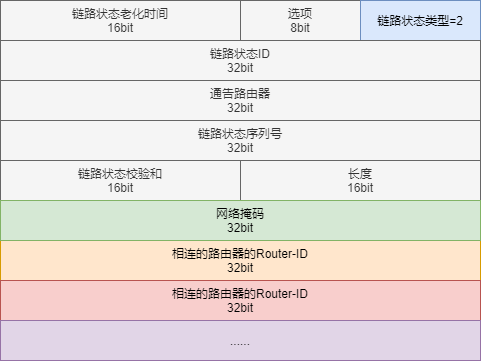 链路状态老化时间
16bit
选项
8bit
链路状态类型=2
链路状态ID
32bit
通告路由器
32bit
链路状态序列号
32bit
链路状态校验和
16bit
长度
16bit
网络掩码
32bit
相连的路由器的Router-ID
32bit
相连的路由器的Router-ID
32bit
......